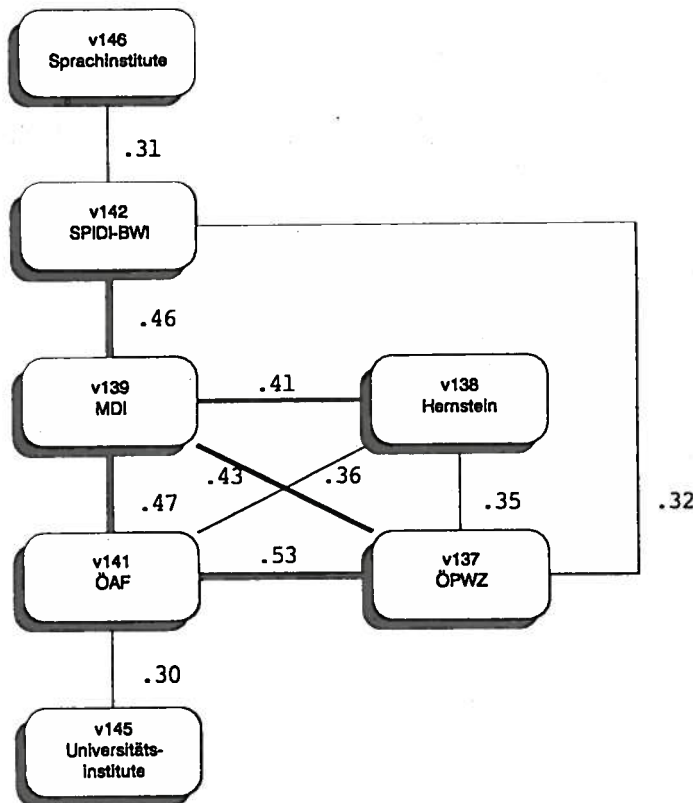 v146
Sprachinstitute
.31
v142
SPIDI-BWI
.46
v139
MDI
.41
v138
Hernstein
.43
.36
.47
.35
.32
v141
ÖAF
.53
v137
ÖPWZ
.30
v145
Universitäts-
institute